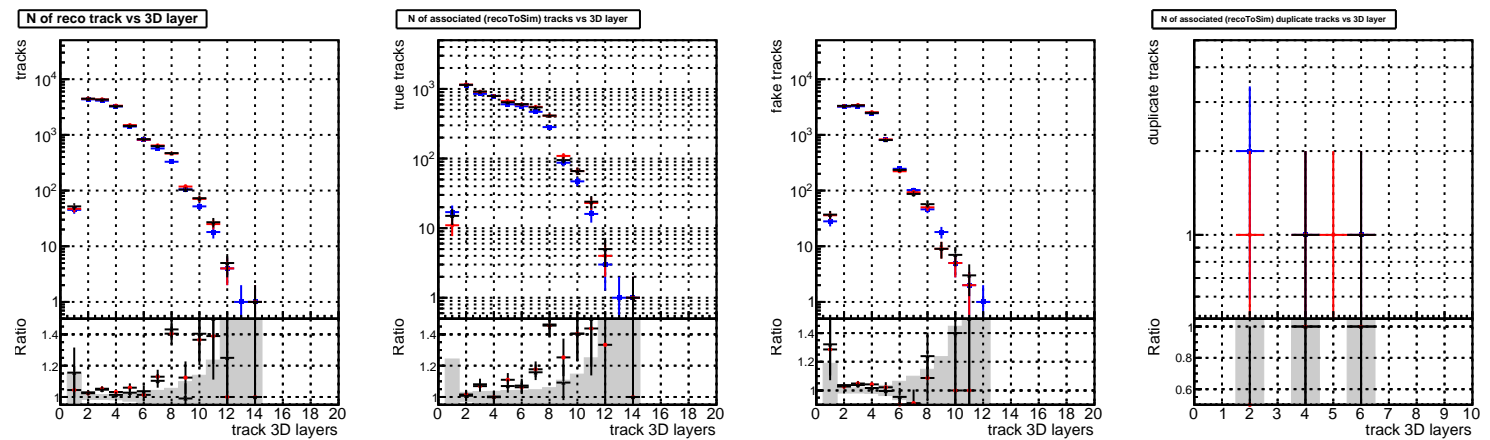 N of reco track vs 3D layer
tracks
10^4
10^3
10^2
10
1
Ratio
1.4
1.2
1
0 2 4 6 8 10 12 14 16 18 20
track 3D layers
N of associated (recoToSim) tracks vs 3D layer
true tracks
10^3
10^2
10
1
Ratio
1.4
1.2
1
0 2 4 6 8 10 12 14 16 18 20
track 3D layers
fake tracks
10^4
10^3
10^2
10
1
Ratio
1.4
1.2
1
0 2 4 6 8 10 12 14 16 18 20
track 3D layers
N of associated (recoToSim) duplicate tracks vs 3D layer
duplicate tracks
1
Ratio
1
0.8
0.6
0 1 2 3 4 5 6 7 8 9 10
track 3D layers